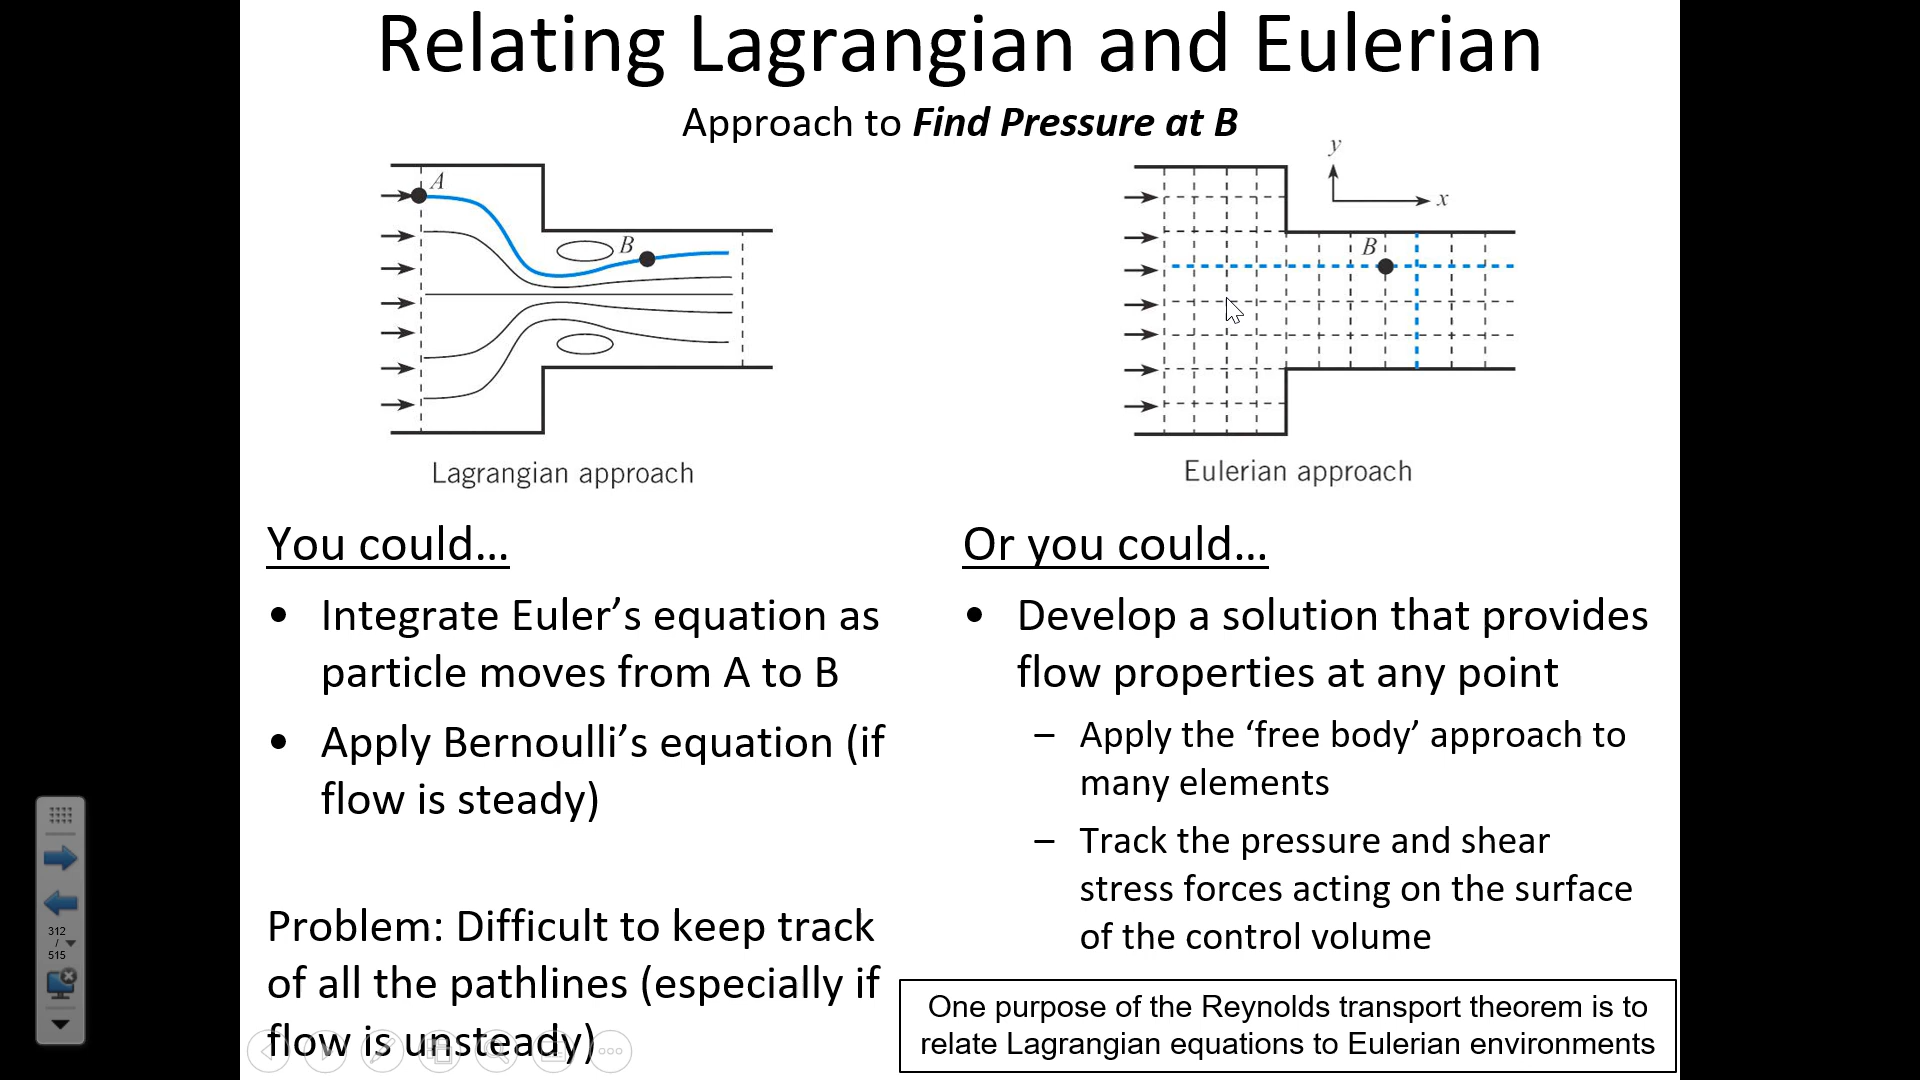 Relating Lagrangian and Eulerian
Approach to Find Pressure at B
A
B
Lagrangian approach
y
x
B
Eulerian approach
You could…
• Integrate Euler’s equation as
particle moves from A to B
• Apply Bernoulli’s equation (if
flow is steady)
Problem: Difficult to keep track
of all the pathlines (especially if
flow is unsteady)
Or you could…
• Develop a solution that provides
flow properties at any point
– Apply the ‘free body’ approach to
many elements
– Track the pressure and shear
stress forces acting on the surface
of the control volume
One purpose of the Reynolds transport theorem is to
relate Lagrangian equations to Eulerian environments
312
/
515